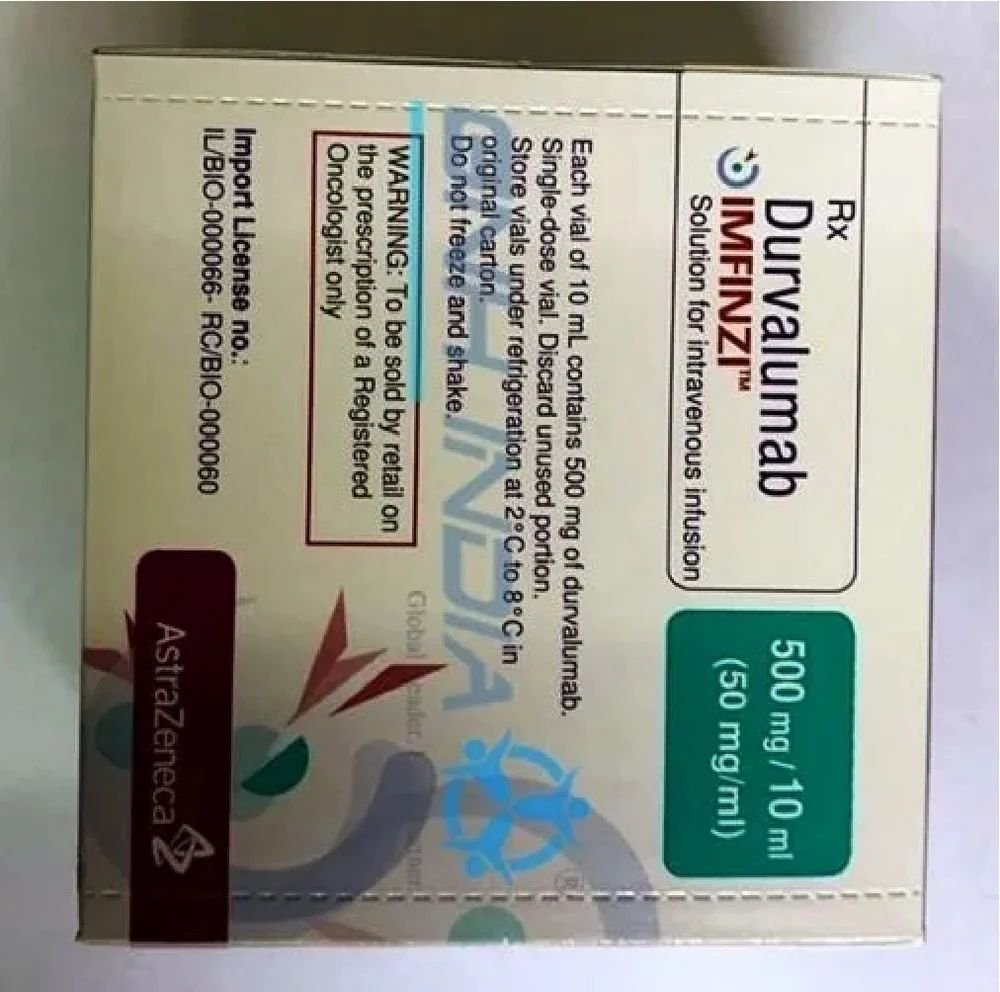 Rx
Durvalumab
IMFINZI™
Solution for intravenous infusion
500 mg / 10 ml
(50 mg/ml)
Each vial of 10 mL contains 500 mg of durvalumab.
Single-dose vial. Discard unused portion.
Store vials under refrigeration at 2°C to 8°C in
original carton.
Do not freeze and shake.
WARNING: To be sold by retail on
the prescription of a Registered
Oncologist only
Import License no.:
IL/BIO-000066- RC/BIO-000060
AstraZeneca
INDIA
Global
®